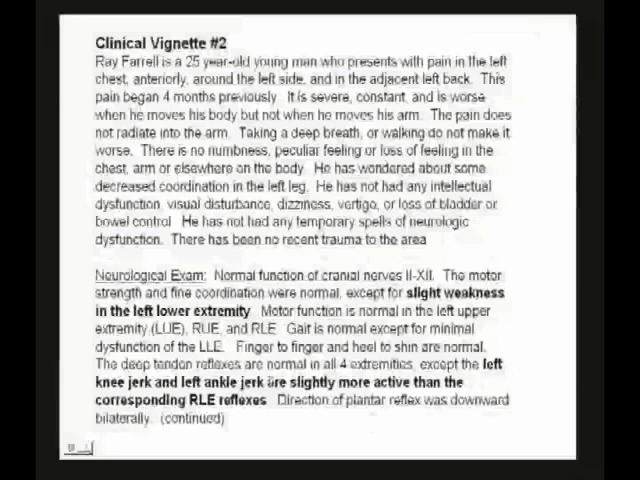 Clinical Vignette #2
Ray Farrell is a 25 year-old young man who presents with pain in the left
chest, anteriorly, around the left side, and in the adjacent left back. This
pain began 4 months previously It is severe, constant, and is worse
when he moves his body but not when he moves his arm. The pain does
not radiate into the arm. Taking a deep breath, or walking do not make it
worse. There is no numbness, peculiar feeling or loss of feeling in the
chest, arm or elsewhere on the body He has wondered about some
decreased coordination in the left leg. He has not had any intellectual
dysfunction, visual disturbance, dizziness, vertigo, or loss of bladder or
bowel control He has not had any temporary spells of neurologic
dysfunction. There has been no recent trauma to the area
Neurological Exam: Normal function of cranial nerves II-XII. The motor
strength and fine coordination were normal, except for slight weakness
in the left lower extremity Motor function is normal in the left upper
extremity (LUE), RUE, and RLE Gait is normal except for minimal
dysfunction of the LLE. Finger to finger and heel to shin are normal.
The deep tendon reflexes are normal in all 4 extremities, except the left
knee jerk and left ankle jerk are slightly more active than the
corresponding RLE reflexes Direction of plantar reflex was downward
bilaterally. (continued)